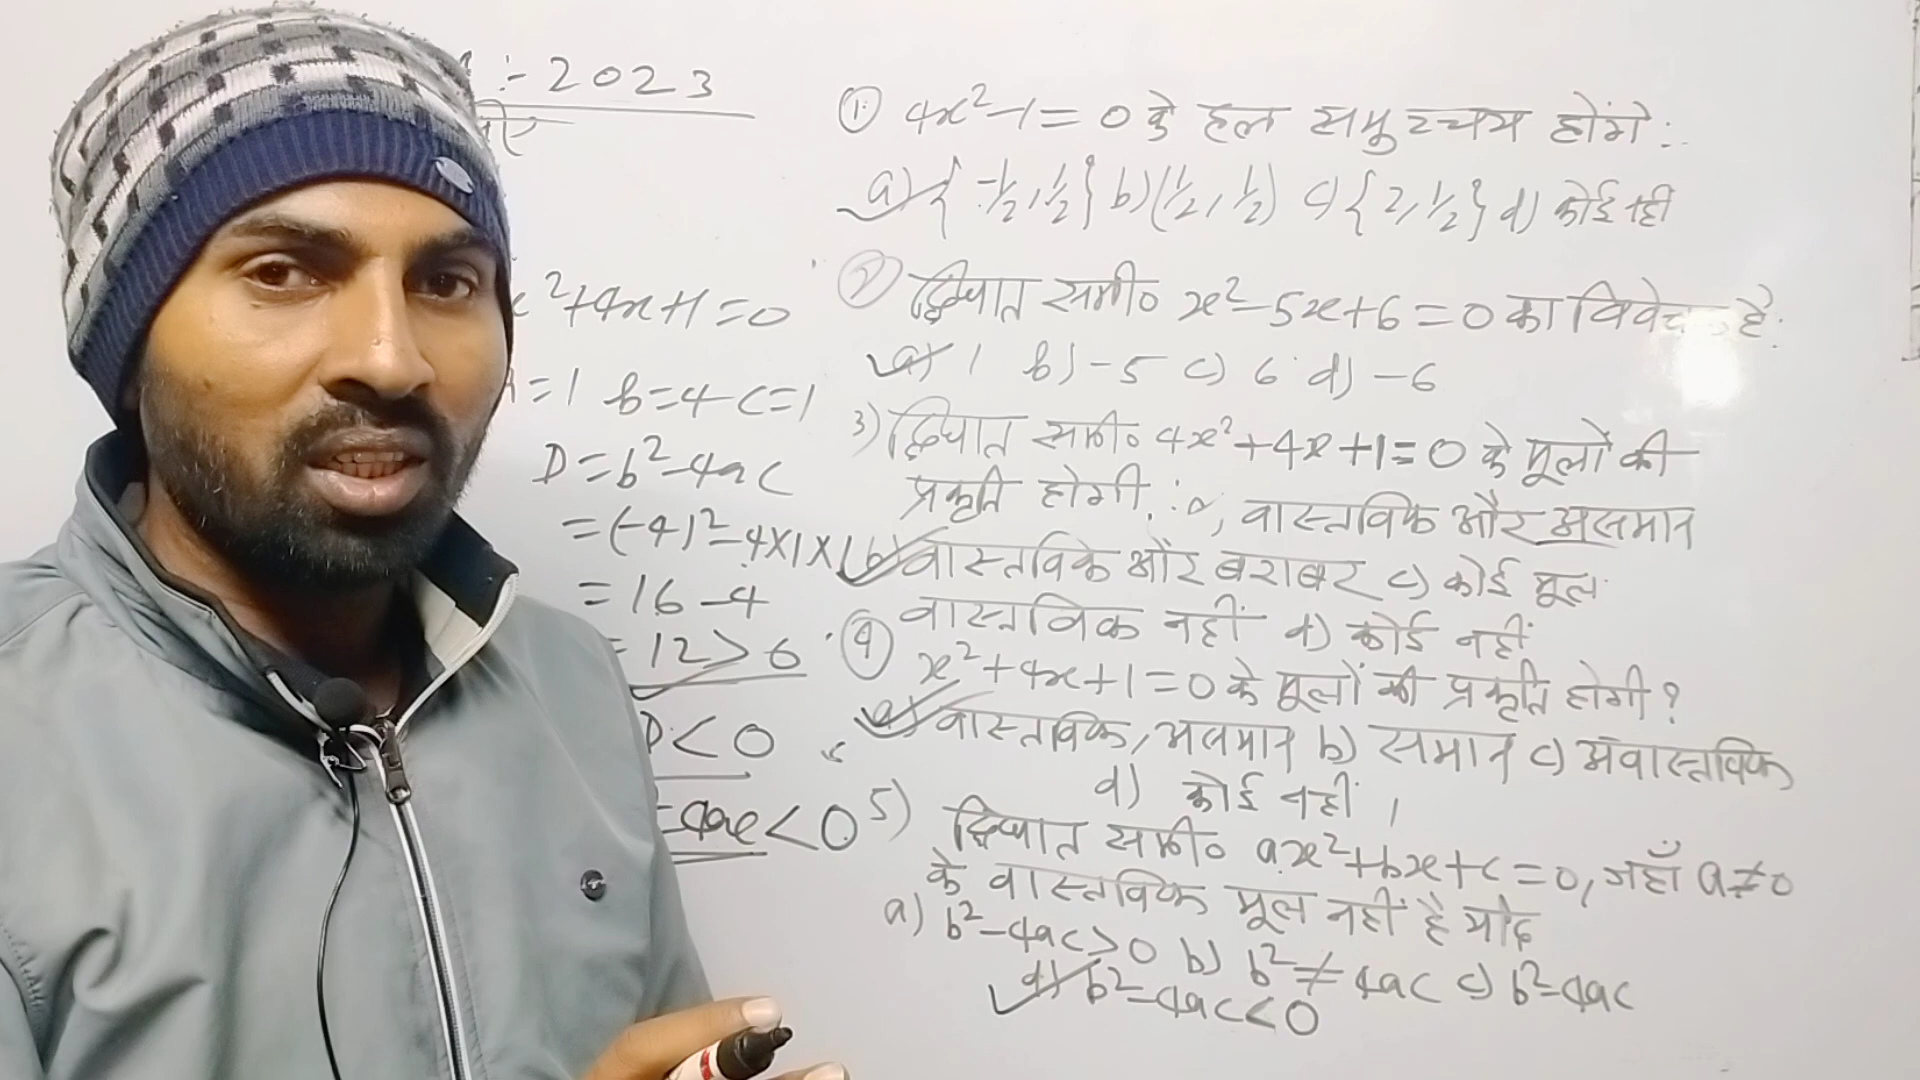 :- 2023
x²+4x+1=0
=1 b=4 c=1
D=b²-4ac
=(-4)²-4×1×1
=16-4
=12>6
D<0
-4ac<0
① 4x²-1=0 के हल समुच्चय होंगे :-
a) {-1/2, 1/2} b) (1/2, 1/2) c) {2, 1/2} d) कोई नही
② द्विघात समी० x²-5x+6=0 का है:
a) 1 b) -5 c) 6 d) -6
3) द्विघात समी० 4x²+4x+1=0 के मूलों की
प्रकृति होगी :- a, वास्तविक और असमान
b) वास्तविक और बराबर c) कोई मूल
वास्तविक नहीं d) कोई नहीं
④ x²+4x+1=0 के मूलों की प्रकृति होगी?
a) वास्तविक, असमान b) समान c) अवास्तविक
d) कोई नहीं ।
5) द्विघात समी० ax²+bx+c=0, जहाँ a≠0
के वास्तविक मूल नहीं है यदि
a) b²-4ac>0 b) b²≠4ac c) b²-4ac
d) b²-4ac<0